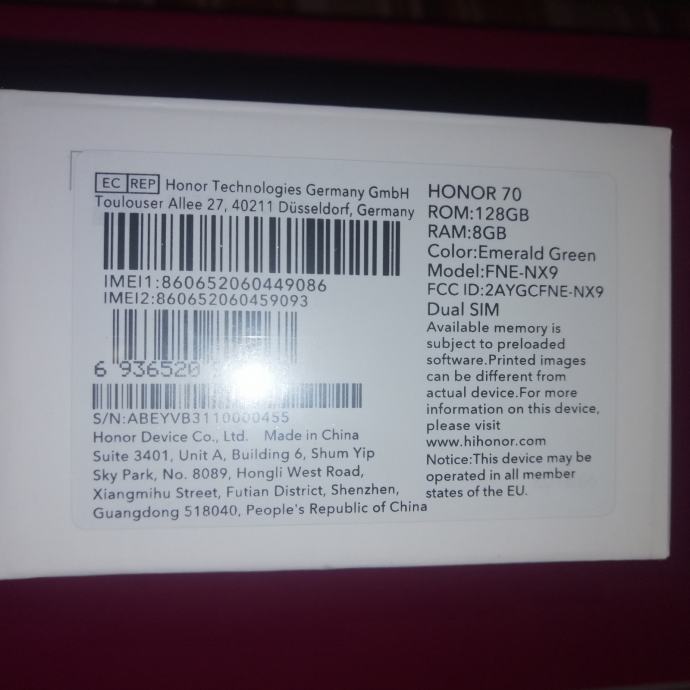 EC REP Honor Technologies Germany GmbH
Toulouser Allee 27, 40211 Düsseldorf, Germany
IMEI1:860652060449086
IMEI2:860652060459093
6 936520
S/N:ABEYVB3110000455
Honor Device Co., Ltd. Made in China
Suite 3401, Unit A, Building 6, Shum Yip
Sky Park, No. 8089, Hongli West Road,
Xiangmihu Street, Futian District, Shenzhen,
Guangdong 518040, People's Republic of China
HONOR 70
ROM:128GB
RAM:8GB
Color:Emerald Green
Model:FNE-NX9
FCC ID:2AYGCFNE-NX9
Dual SIM
Available memory is
subject to preloaded
software.Printed images
can be different from
actual device.For more
information on this device,
please visit
www.hihonor.com
Notice:This device may be
operated in all member
states of the EU.